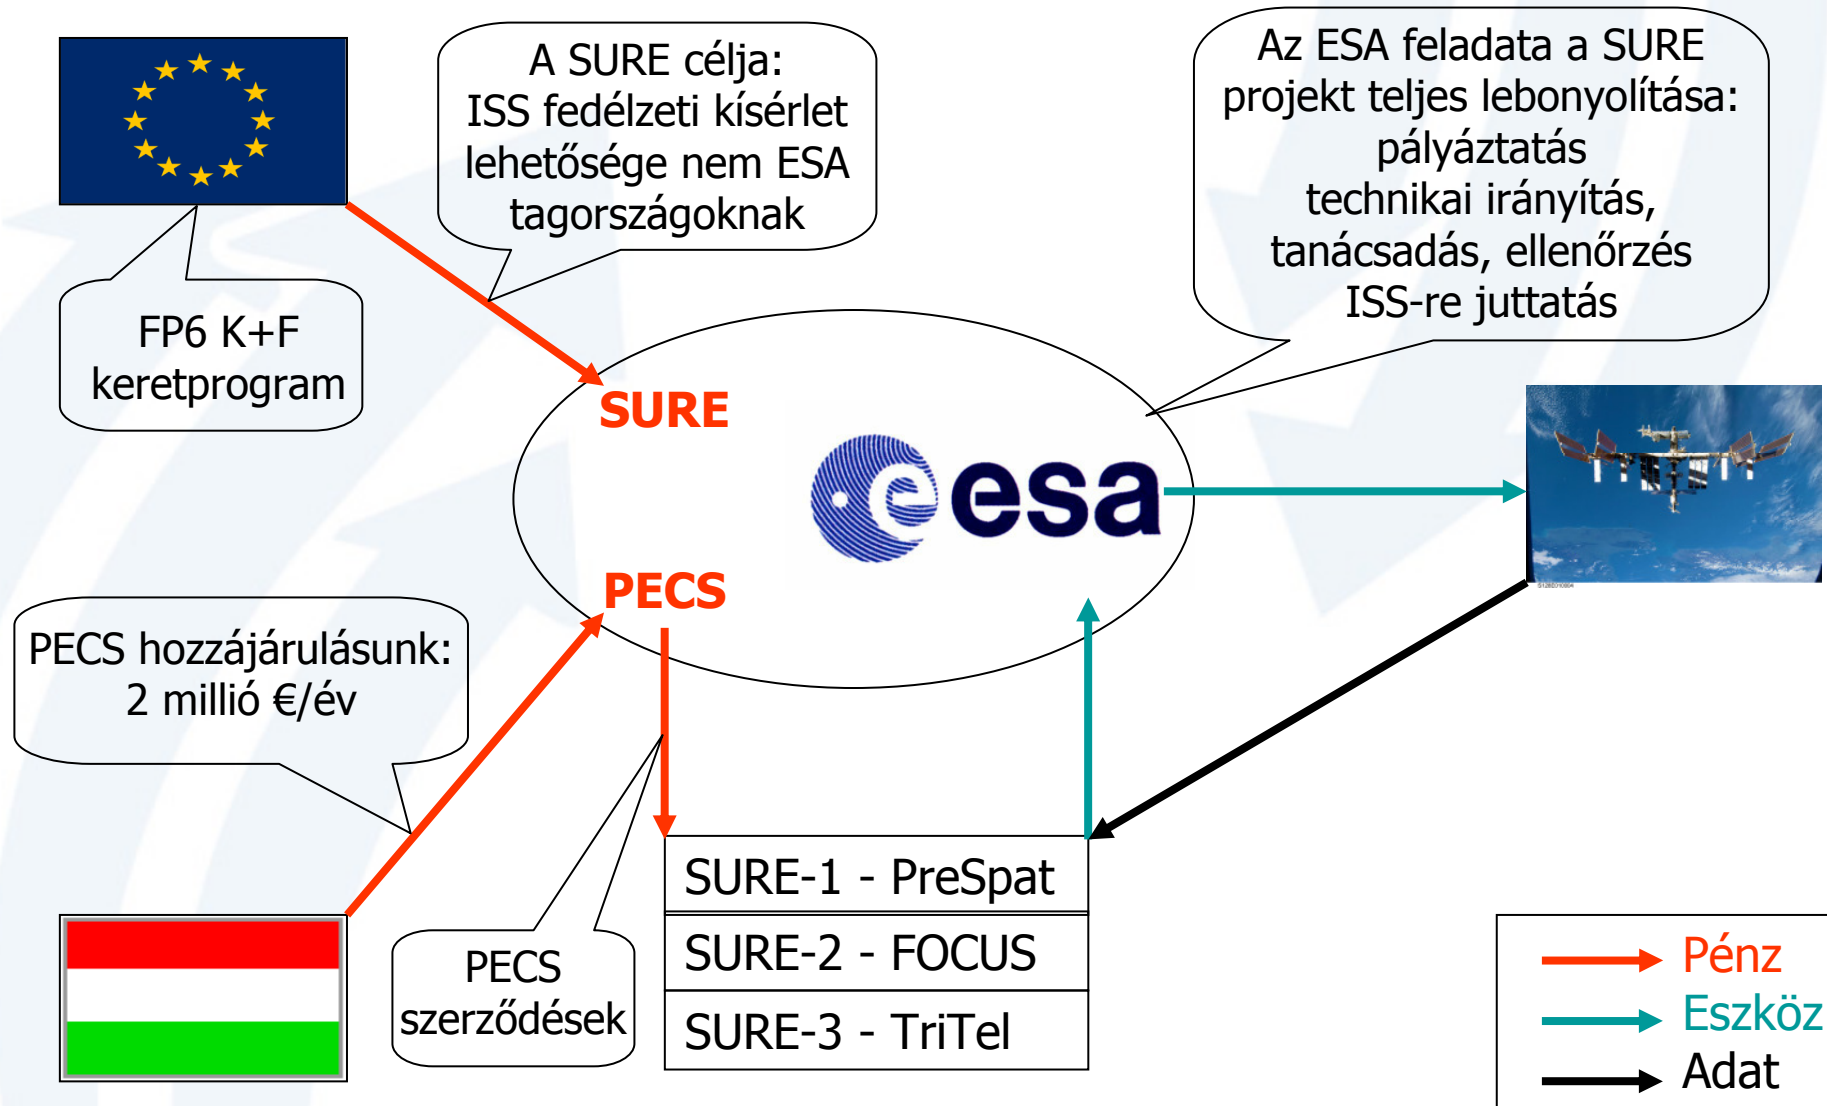 A SURE célja:
ISS fedélzeti kísérlet
lehetősége nem ESA
tagországoknak
Az ESA feladata a SURE
projekt teljes lebonyolítása:
pályáztatás
technikai irányítás,
tanácsadás, ellenőrzés
ISS-re juttatás
FP6 K+F
keretprogram
SURE
esa
PECS
PECS hozzájárulásunk:
2 millió €/év
SURE-1 - PreSpat
SURE-2 - FOCUS
SURE-3 - TriTel
PECS
szerződések
Pénz
Eszköz
Adat